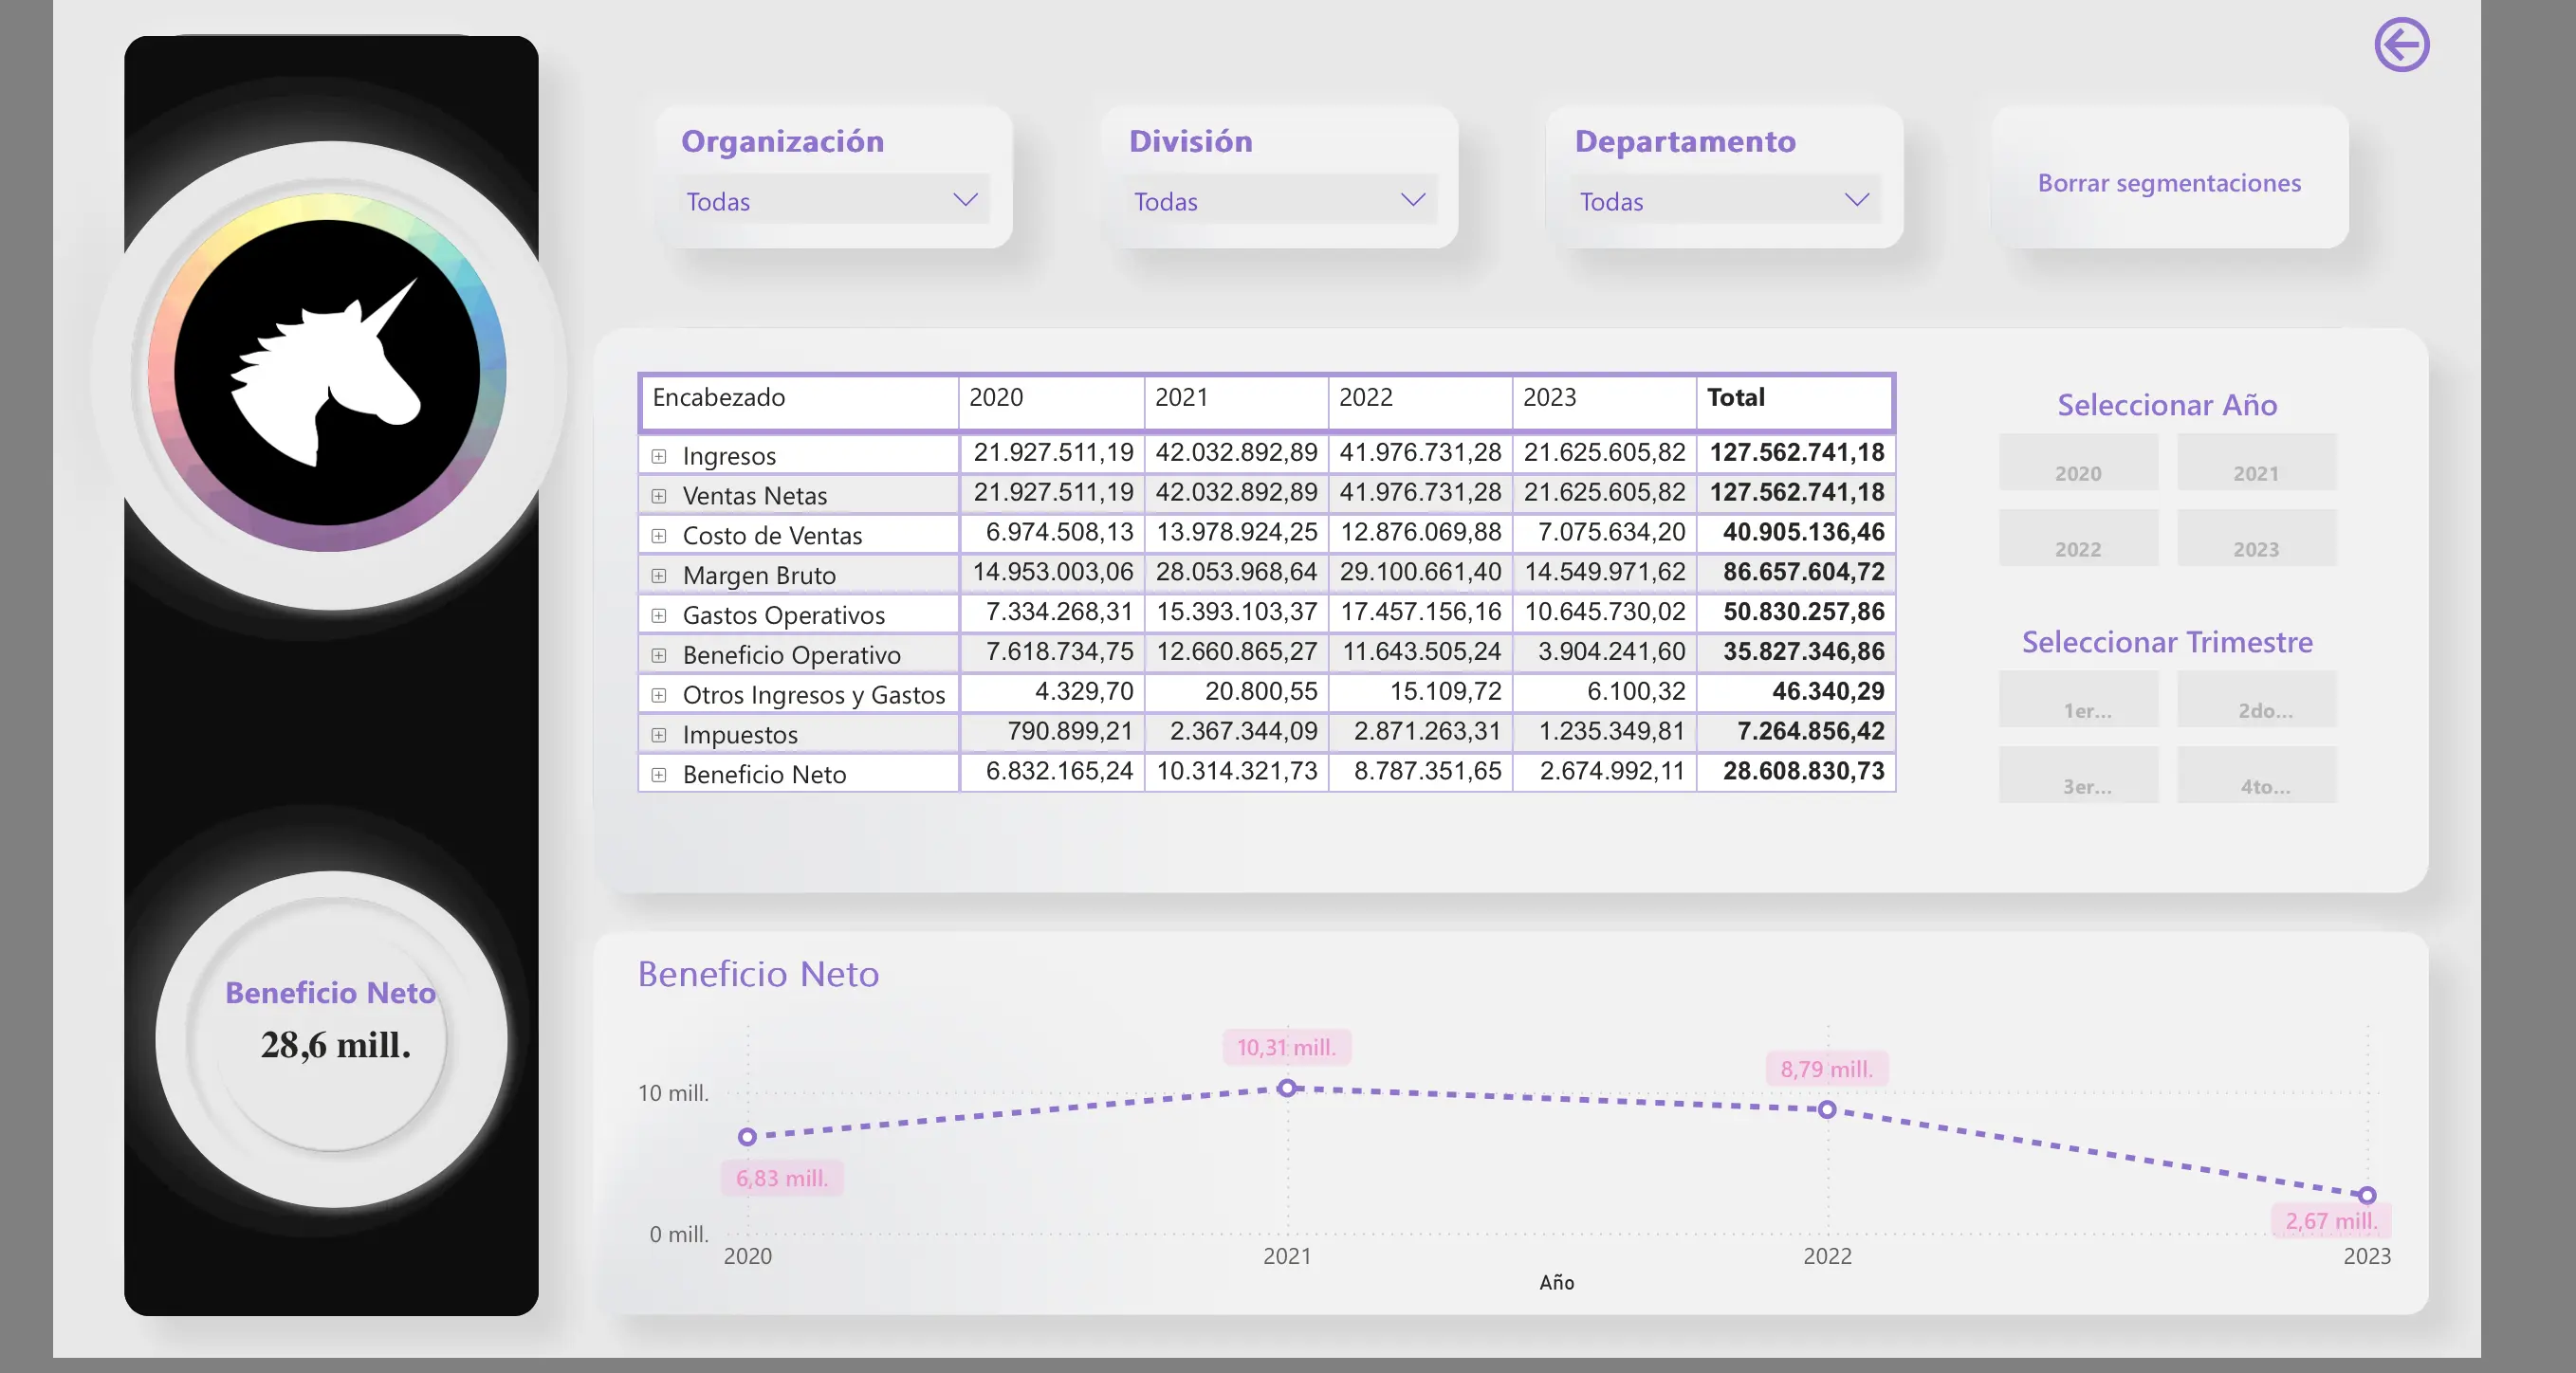 Organización
Todas
División
Todas
Departamento
Todas
Borrar segmentaciones
Encabezado 2020 2021 2022 2023 Total
Ingresos 21.927.511,19 42.032.892,89 41.976.731,28 21.625.605,82 127.562.741,18
Ventas Netas 21.927.511,19 42.032.892,89 41.976.731,28 21.625.605,82 127.562.741,18
Costo de Ventas 6.974.508,13 13.978.924,25 12.876.069,88 7.075.634,20 40.905.136,46
Margen Bruto 14.953.003,06 28.053.968,64 29.100.661,40 14.549.971,62 86.657.604,72
Gastos Operativos 7.334.268,31 15.393.103,37 17.457.156,16 10.645.730,02 50.830.257,86
Beneficio Operativo 7.618.734,75 12.660.865,27 11.643.505,24 3.904.241,60 35.827.346,86
Otros Ingresos y Gastos 4.329,70 20.800,55 15.109,72 6.100,32 46.340,29
Impuestos 790.899,21 2.367.344,09 2.871.263,31 1.235.349,81 7.264.856,42
Beneficio Neto 6.832.165,24 10.314.321,73 8.787.351,65 2.674.992,11 28.608.830,73
Seleccionar Año
2020 2021
2022 2023
Seleccionar Trimestre
1er... 2do...
3er... 4to...
Beneficio Neto
28,6 mill.
Beneficio Neto
10 mill.
0 mill.
6,83 mill.
10,31 mill.
8,79 mill.
2,67 mill.
2020 2021 2022 2023
Año